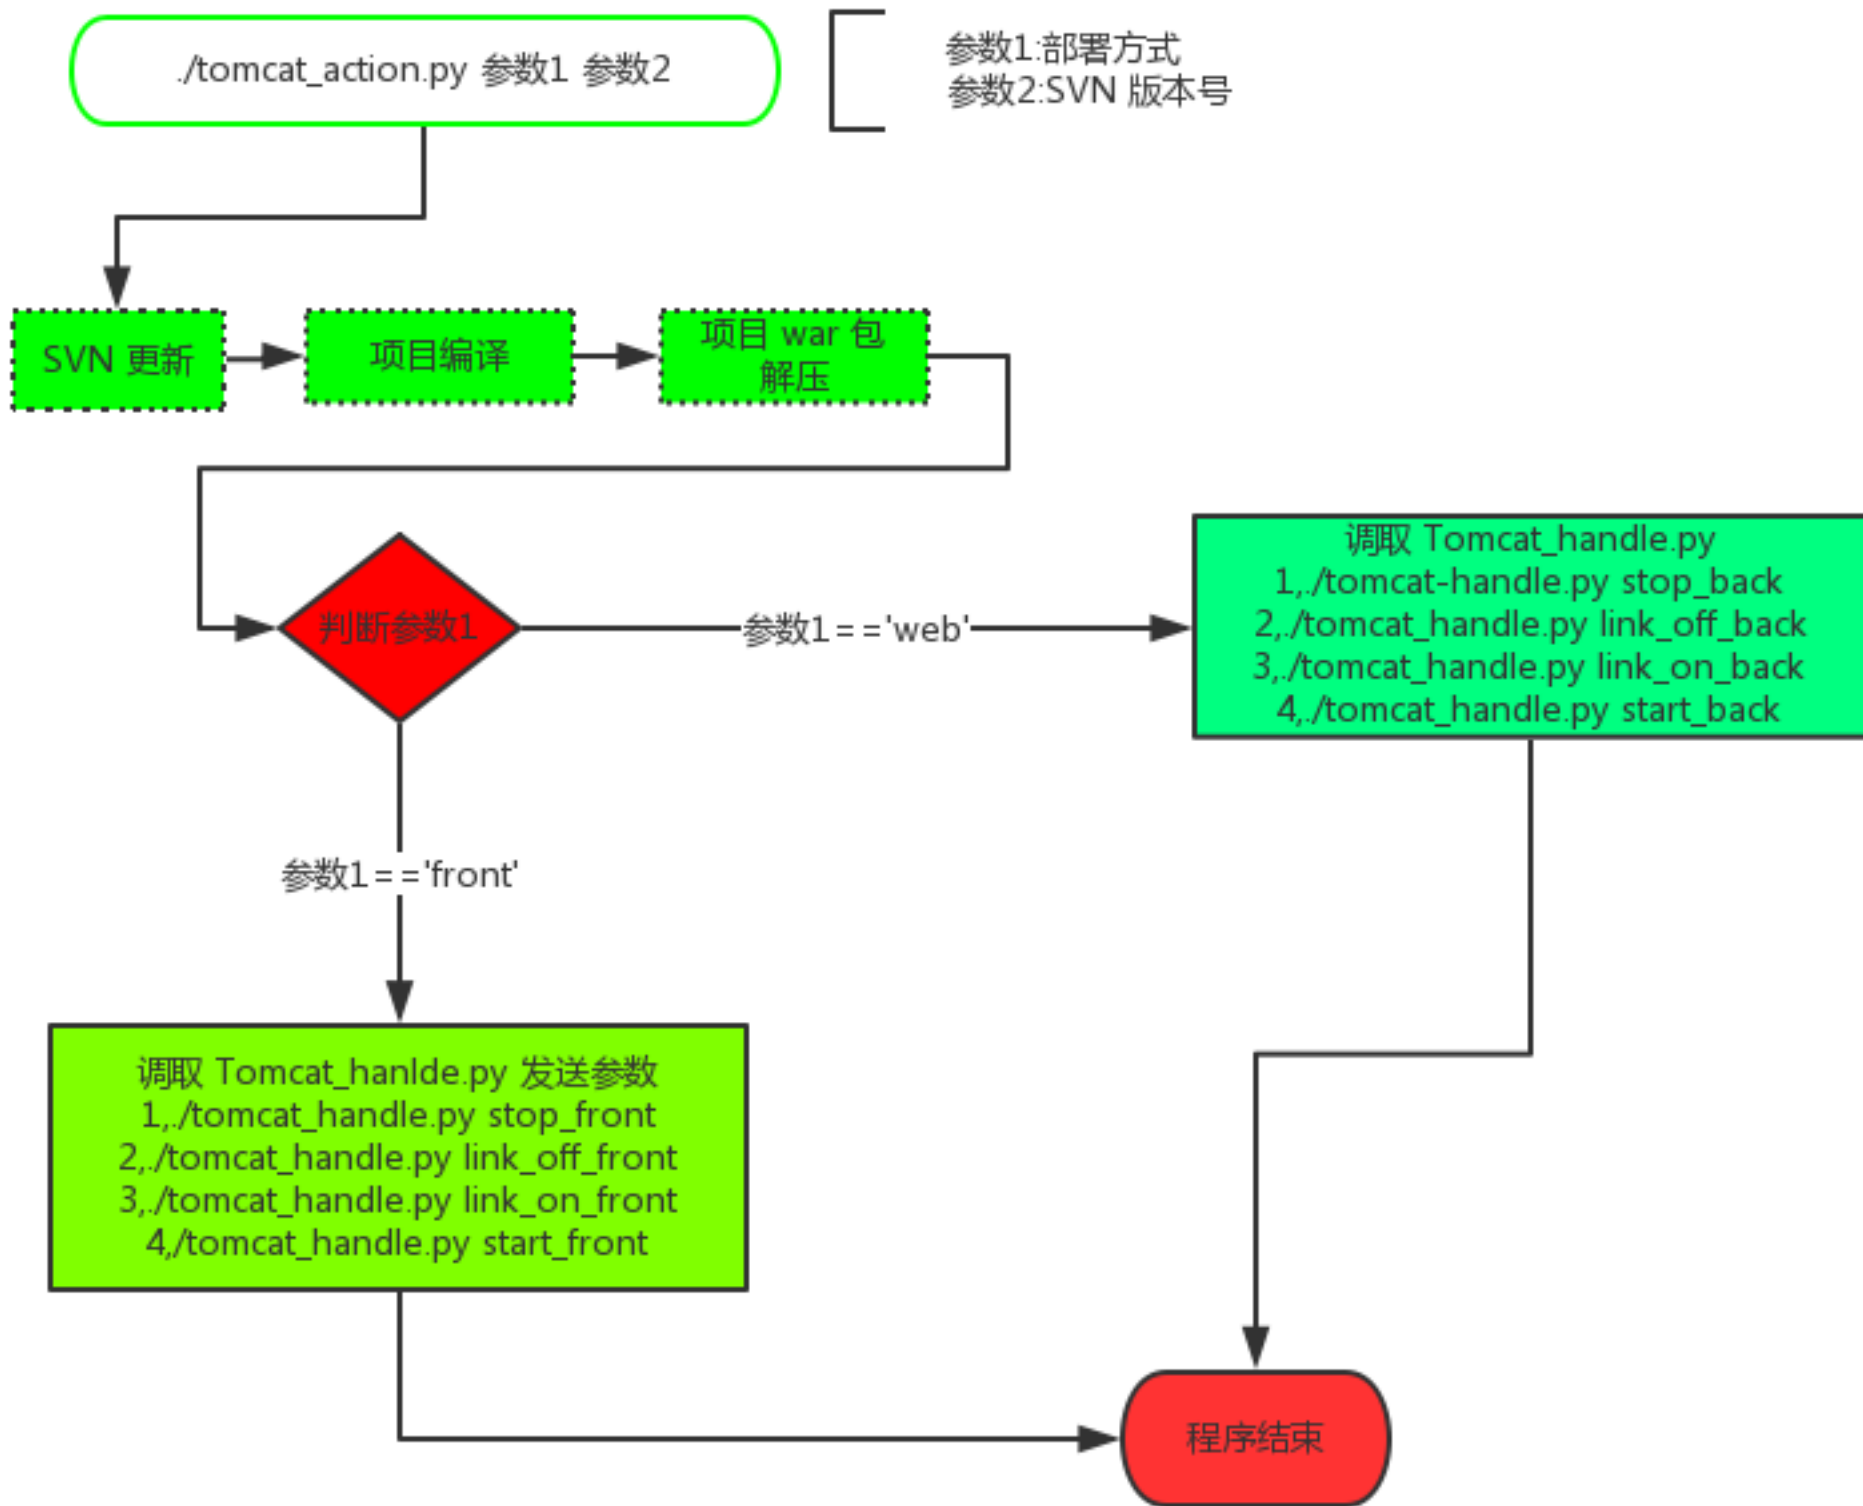 ./tomcat_action.py 参数1 参数2
参数1:部署方式
参数2:SVN 版本号
SVN 更新
项目编译
项目 war 包
解压
判断参数1
参数1=='web'
调取 Tomcat_handle.py
1,./tomcat-handle.py stop_back
2,./tomcat_handle.py link_off_back
3,./tomcat_handle.py link_on_back
4,./tomcat_handle.py start_back
参数1=='front'
调取 Tomcat_hanlde.py 发送参数
1,./tomcat_handle.py stop_front
2,./tomcat_handle.py link_off_front
3,./tomcat_handle.py link_on_front
4,/tomcat_handle.py start_front
程序结束